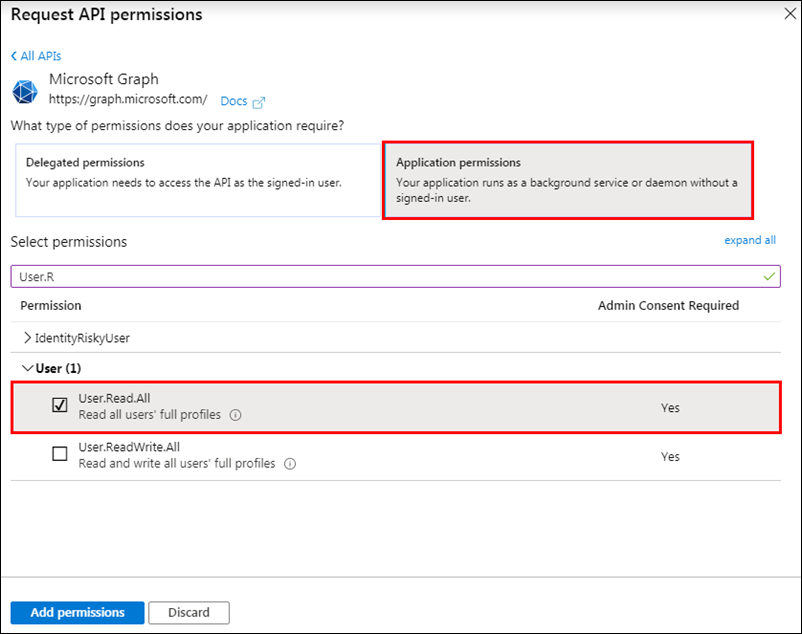 Request API permissions
All APIs
Microsoft Graph
https://graph.microsoft.com/ Docs
What type of permissions does your application require?
Delegated permissions
Your application needs to access the API as the signed-in user.
Application permissions
Your application runs as a background service or daemon without a
signed-in user.
Select permissions
expand all
User.R
Permission
Admin Consent Required
IdentityRiskyUser
User (1)
User.Read.All
Read all users' full profiles
Yes
User.ReadWrite.All
Read and write all users' full profiles
Yes
Add permissions
Discard